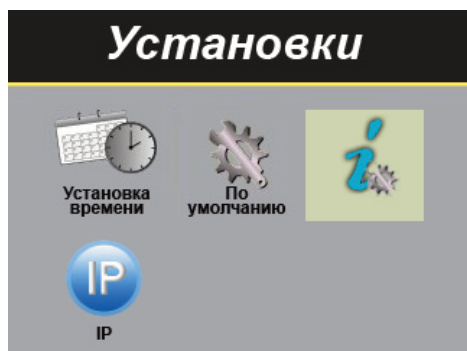 Установки
Установка
времени
По
умолчанию
i
IP
IP